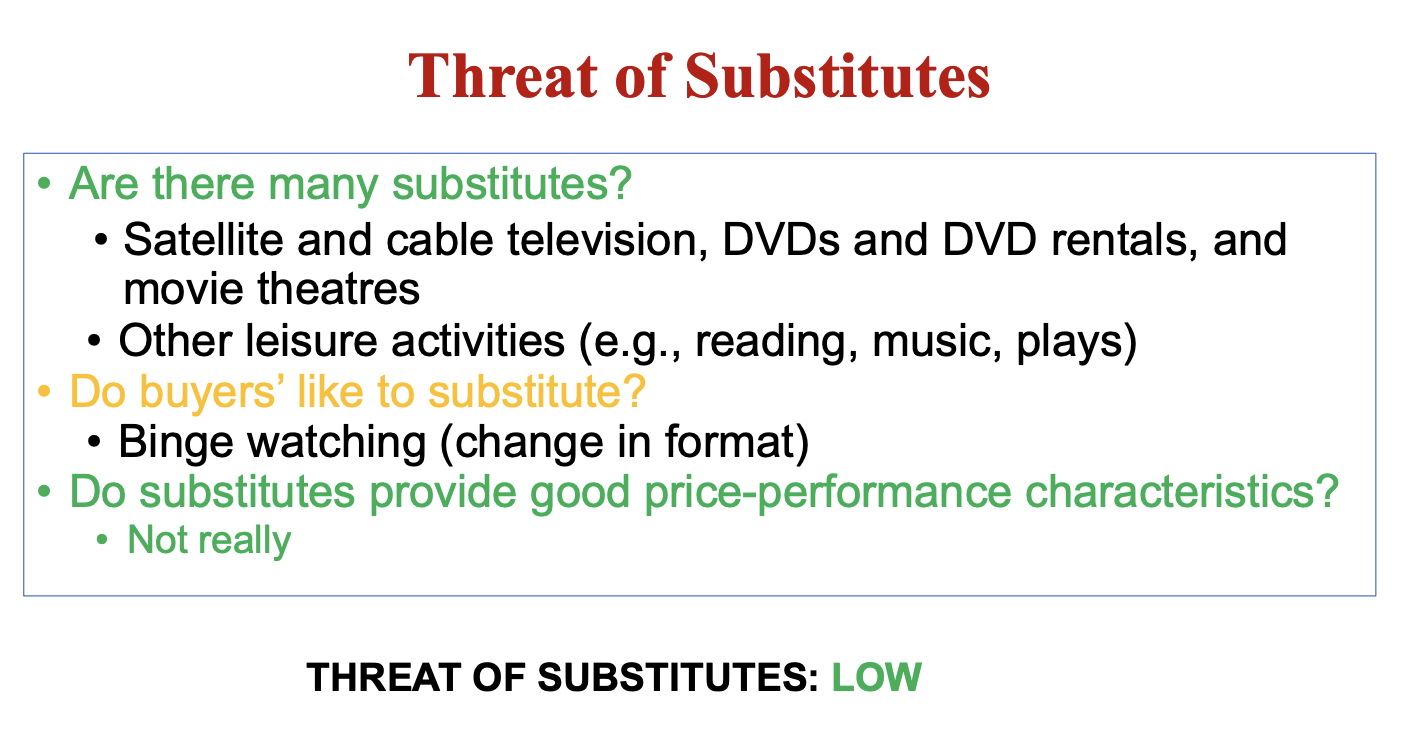 Threat of Substitutes
• Are there many substitutes?
• Satellite and cable television, DVDs and DVD rentals, and
movie theatres
• Other leisure activities (e.g., reading, music, plays)
• Do buyers’ like to substitute?
• Binge watching (change in format)
• Do substitutes provide good price-performance characteristics?
• Not really
THREAT OF SUBSTITUTES: LOW